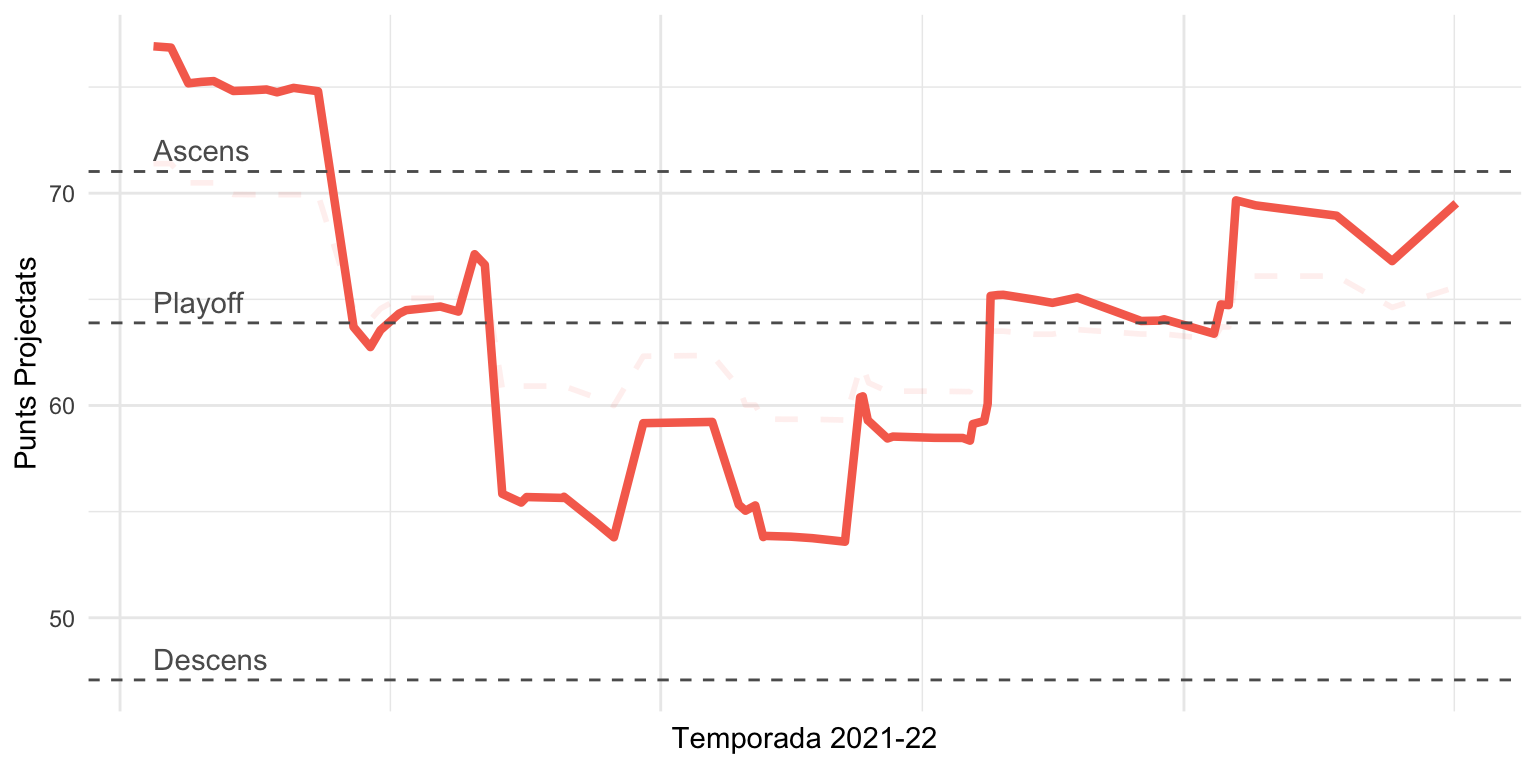 Ascens
70
Playoff
Punts Projectats
60
50
Descens
Temporada 2021-22